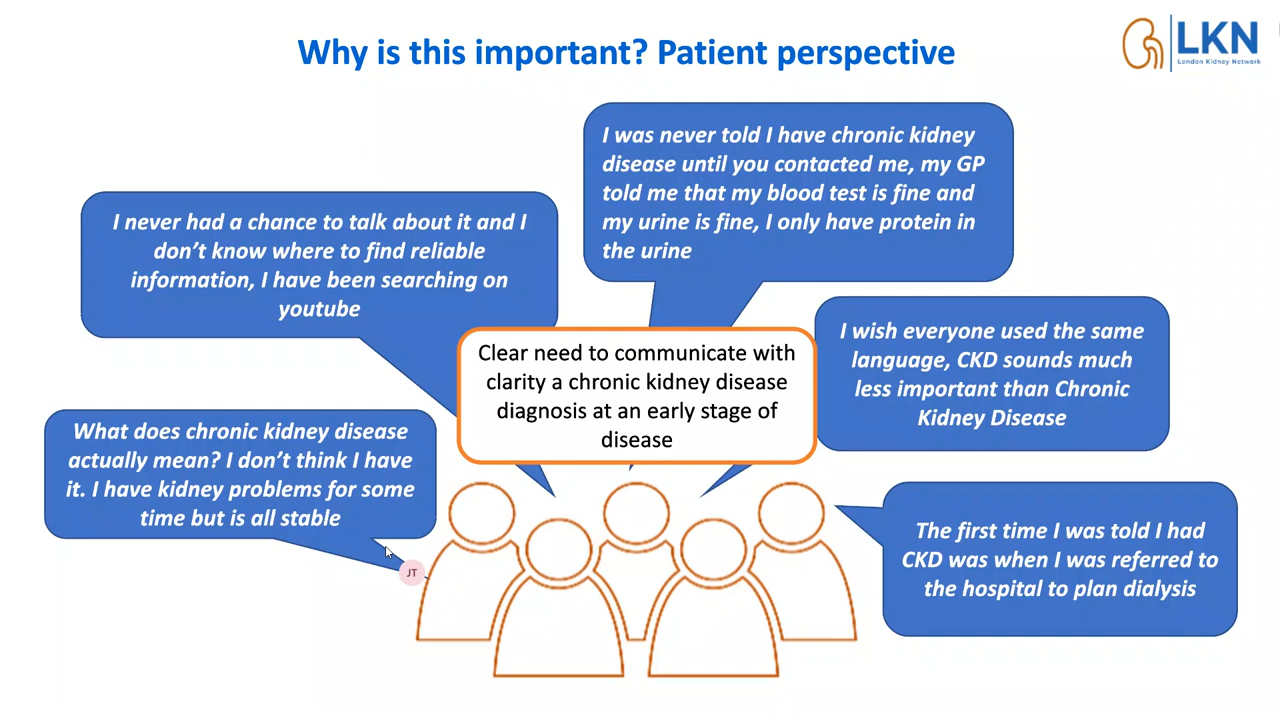 Why is this important? Patient perspective
LKN
London Kidney Network
I was never told I have chronic kidney
disease until you contacted me, my GP
told me that my blood test is fine and
my urine is fine, I only have protein in
the urine
I never had a chance to talk about it and I
don’t know where to find reliable
information, I have been searching on
youtube
I wish everyone used the same
language, CKD sounds much
less important than Chronic
Kidney Disease
Clear need to communicate with
clarity a chronic kidney disease
diagnosis at an early stage of
disease
What does chronic kidney disease
actually mean? I don’t think I have
it. I have kidney problems for some
time but is all stable
The first time I was told I had
CKD was when I was referred to
the hospital to plan dialysis
JT